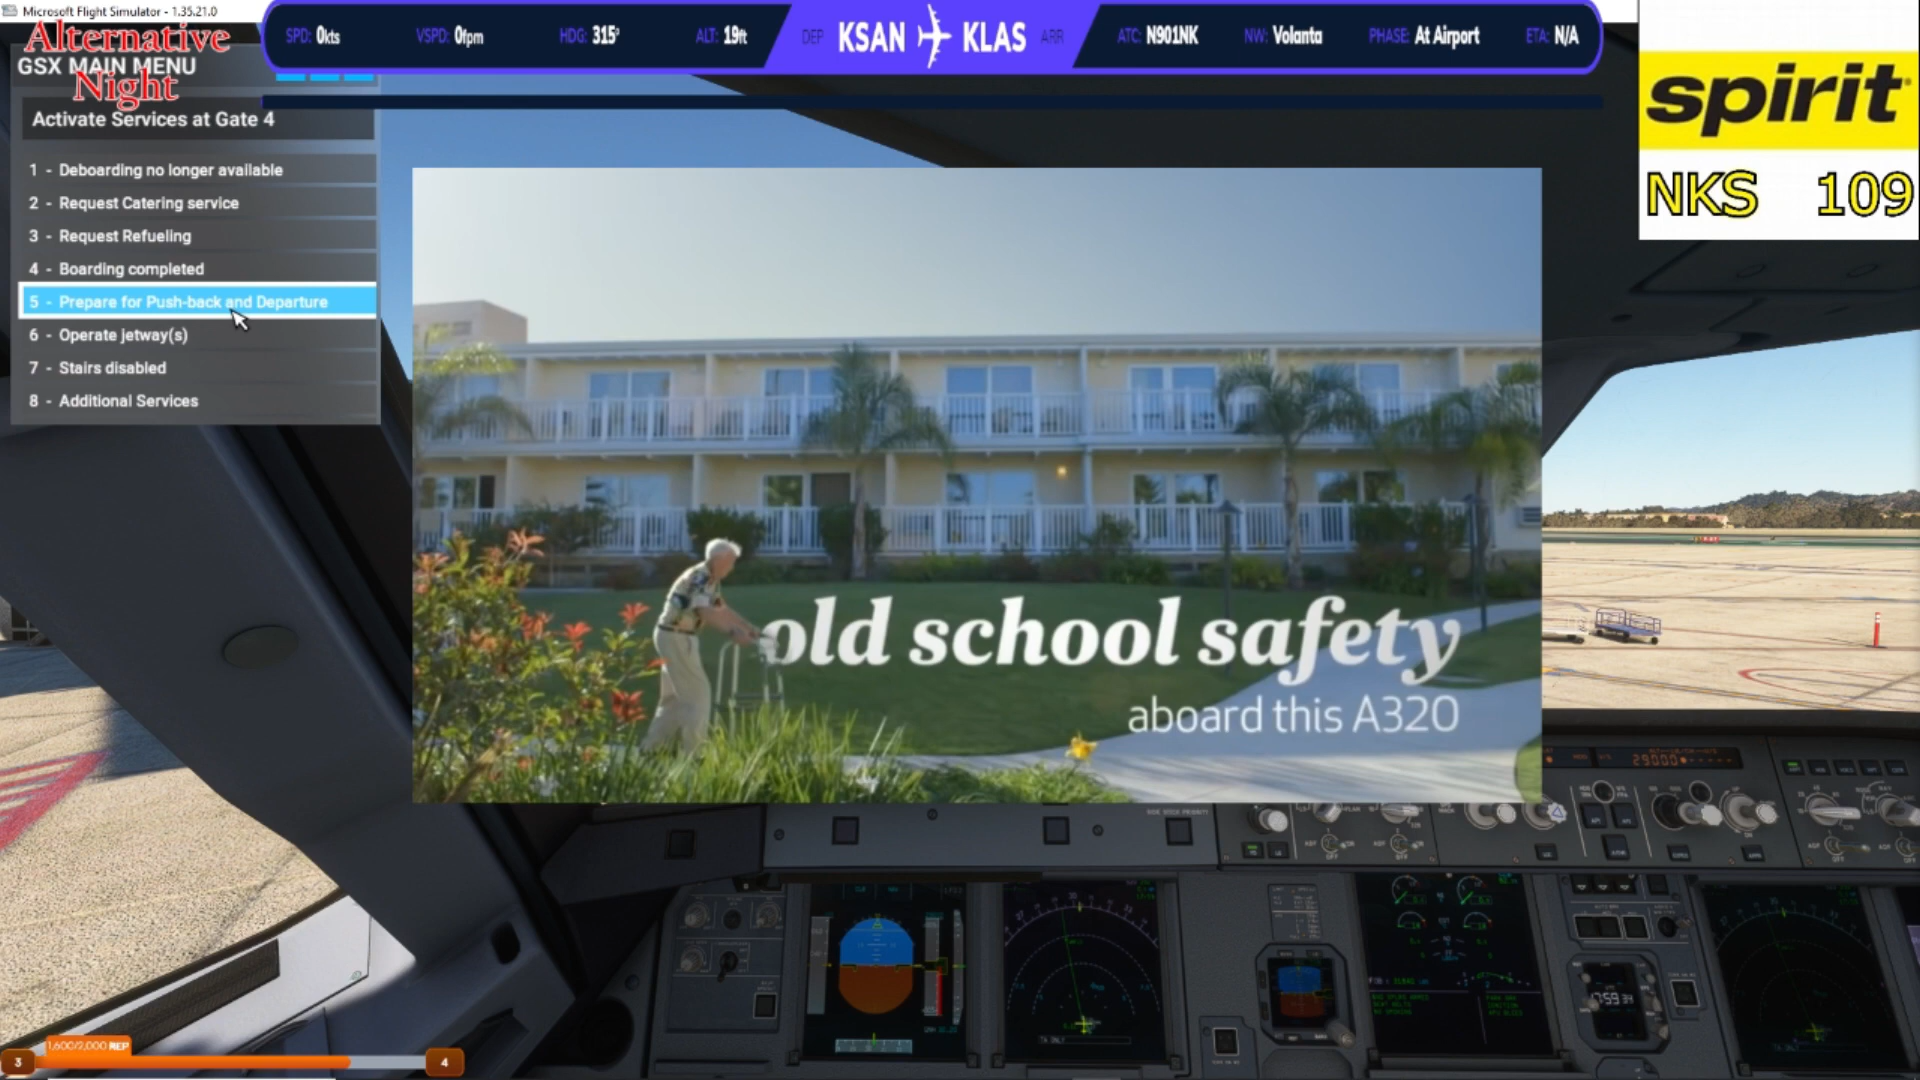 Microsoft Flight Simulator - 1.35.21.0
Alternative
Night
GSX MAIN MENU
Activate Services at Gate 4
1 - Deboarding no longer available
2 - Request Catering service
3 - Request Refueling
4 - Boarding completed
5 - Prepare for Push-back and Departure
6 - Operate jetway(s)
7 - Stairs disabled
8 - Additional Services
SPD: 0kts
VSPD: 0fpm
HDG: 315°
ALT: 19ft
DEP KSAN KLAS ARR
ATC: N901NK
NW: Volanta
PHASE: At Airport
ETA: N/A
spirit
NKS 109
old school safety
aboard this A320
29000
17:59 34
3
1,600/2,000 REP
4